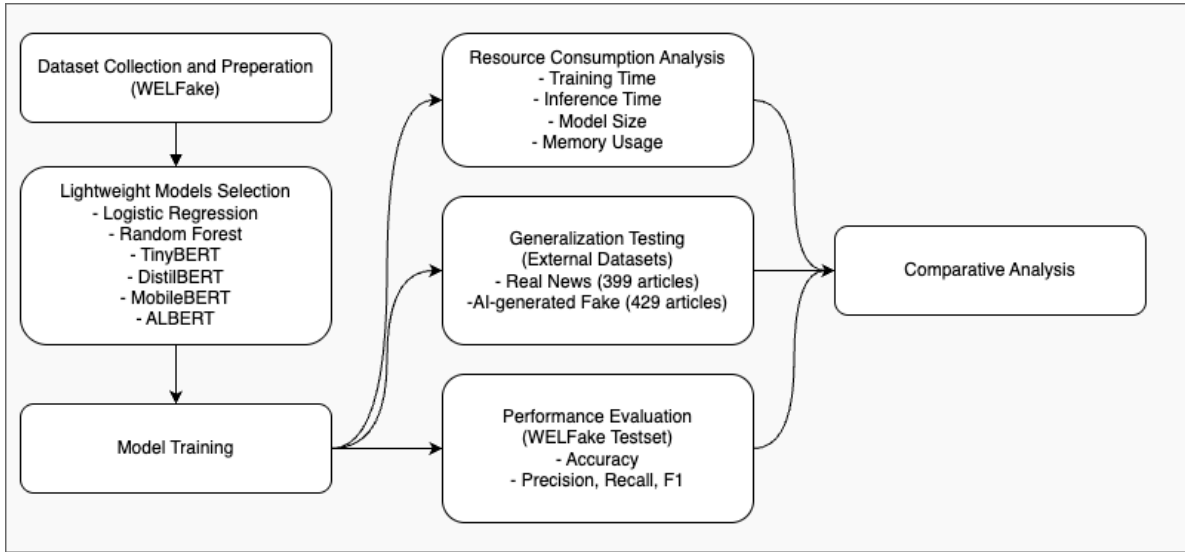 Dataset Collection and Preperation
(WELFake)
Lightweight Models Selection
- Logistic Regression
- Random Forest
- TinyBERT
- DistilBERT
- MobileBERT
- ALBERT
Model Training
Resource Consumption Analysis
- Training Time
- Inference Time
- Model Size
- Memory Usage
Generalization Testing
(External Datasets)
- Real News (399 articles)
-AI-generated Fake (429 articles)
Performance Evaluation
(WELFake Testset)
- Accuracy
- Precision, Recall, F1
Comparative Analysis